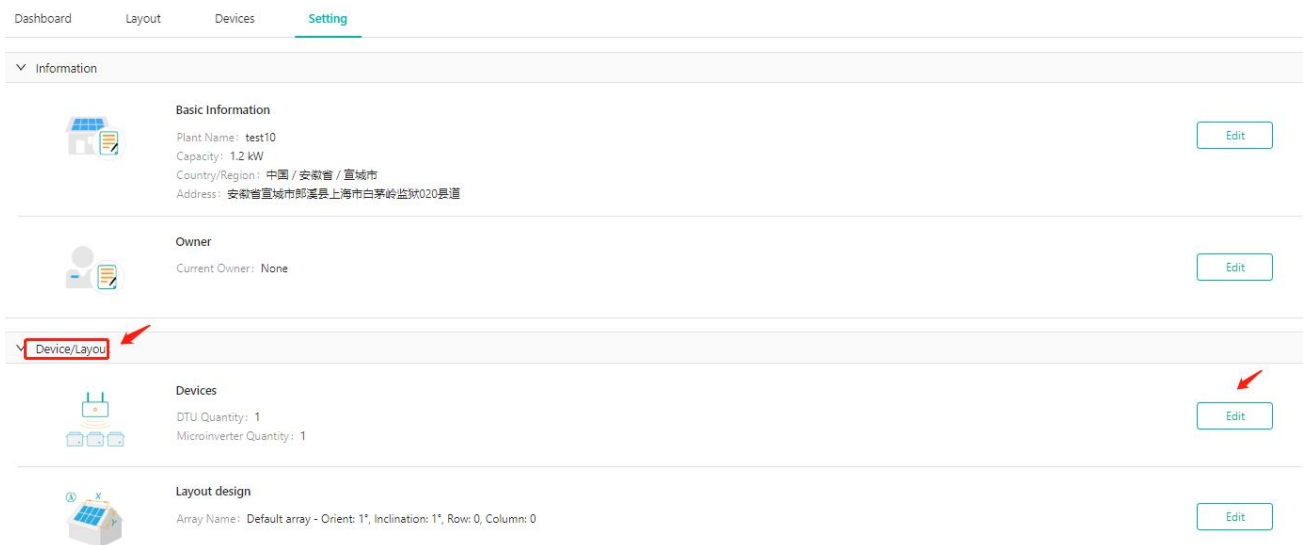 Dashboard Layout Devices Setting
Information
Basic Information
Plant Name: test10
Edit
Capacity: 1.2 kW
Country/Region: 中国 / 安徽省 / 宣城市
Address: 安徽省宣城市郎溪县上海市白茅岭监狱020县道
Owner
Current Owner: None
Edit
Device/Layou
Devices
DTU Quantity: 1
Edit
Microinverter Quantity: 1
Layout design
Array Name: Default array - Orient: 1°, Inclination: 1°, Row: 0, Column: 0
Edit